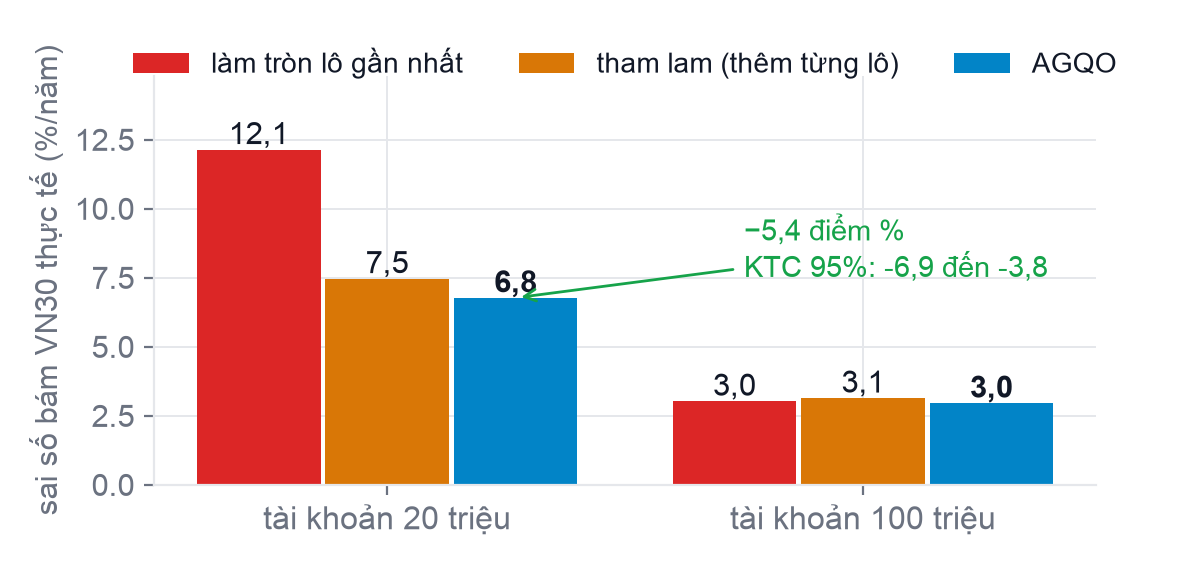 làm tròn lô gần nhất
tham lam (thêm từng lô)
AGQO
sai số bám VN30 thực tế (%/năm)
12.5
10.0
7.5
5.0
2.5
0.0
12,1
7,5
6,8
−5,4 điểm %
KTC 95%: -6,9 đến -3,8
3,0
3,1
3,0
tài khoản 20 triệu
tài khoản 100 triệu